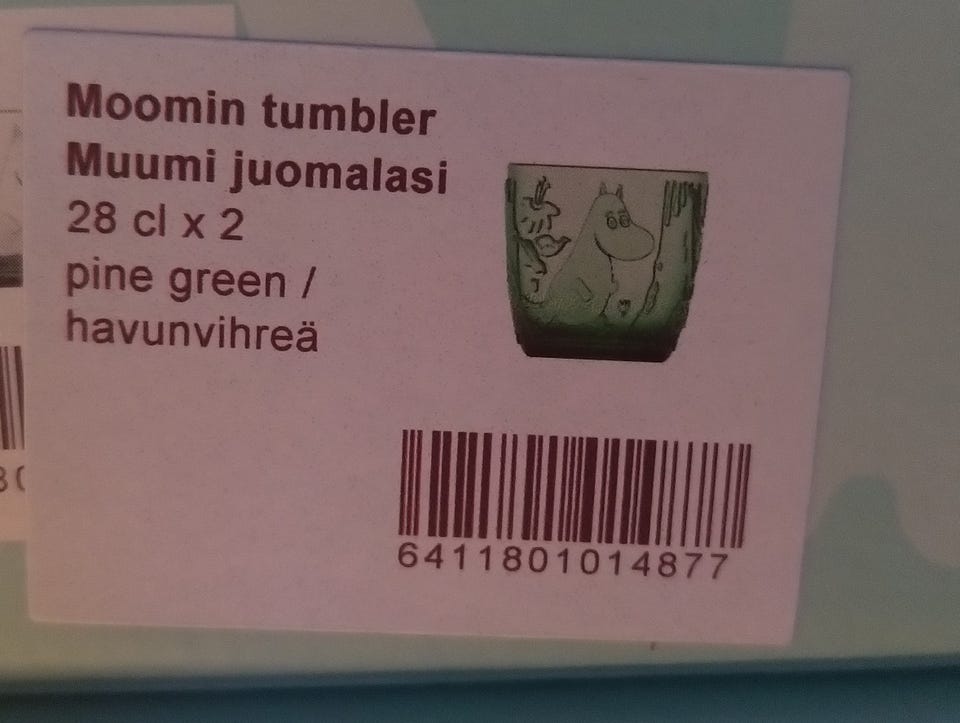 Moomin tumbler
Muumi juomalasi
28 cl x 2
pine green /
havunvihreä
6411801014877